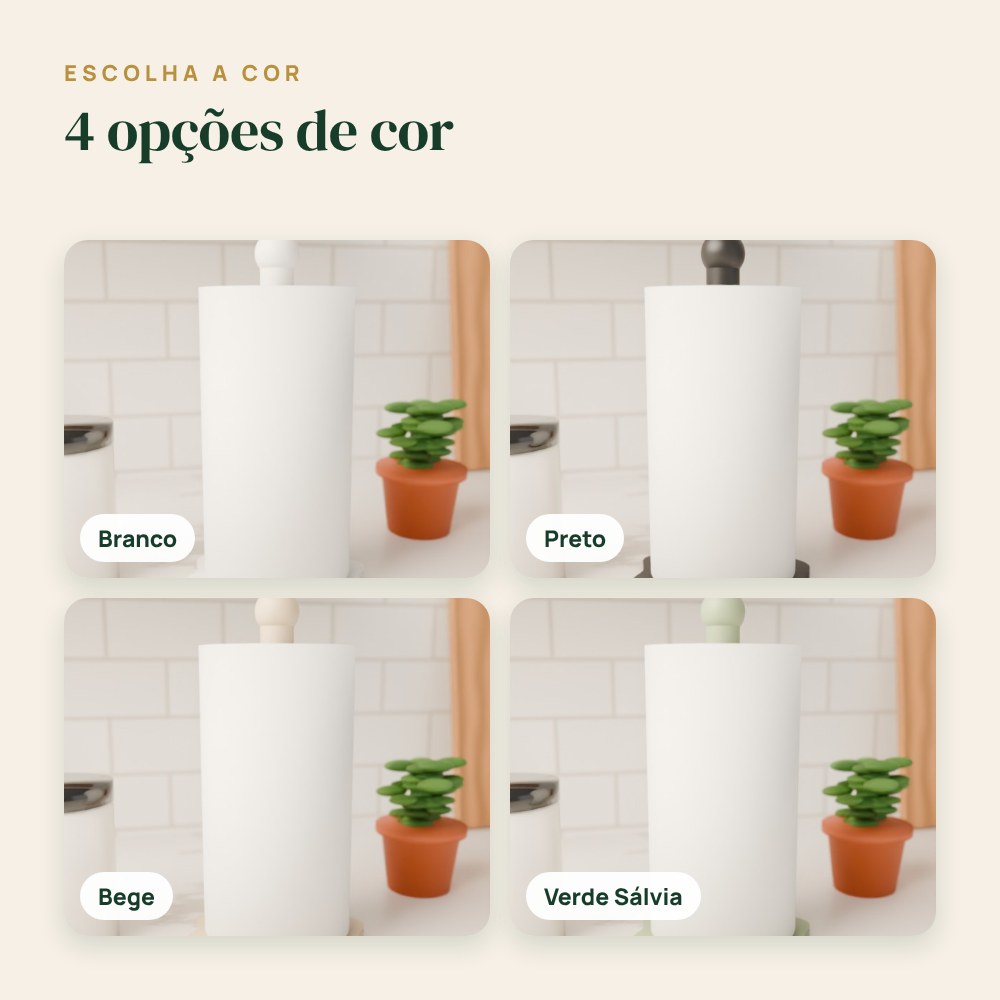 ESCOLHA A COR
4 opções de cor
Branco
Preto
Bege
Verde Sálvia